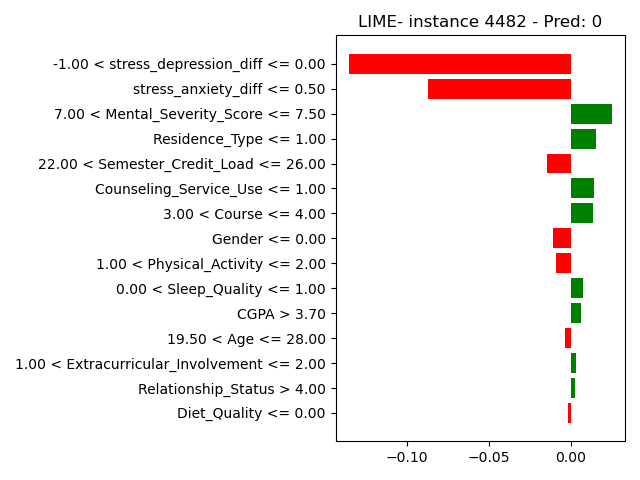 LIME- instance 4482 - Pred: 0
-1.00 < stress_depression_diff <= 0.00
stress_anxiety_diff <= 0.50
7.00 < Mental_Severity_Score <= 7.50
Residence_Type <= 1.00
22.00 < Semester_Credit_Load <= 26.00
Counseling_Service_Use <= 1.00
3.00 < Course <= 4.00
Gender <= 0.00
1.00 < Physical_Activity <= 2.00
0.00 < Sleep_Quality <= 1.00
CGPA > 3.70
19.50 < Age <= 28.00
1.00 < Extracurricular_Involvement <= 2.00
Relationship_Status > 4.00
Diet_Quality <= 0.00
−0.10 −0.05 0.00